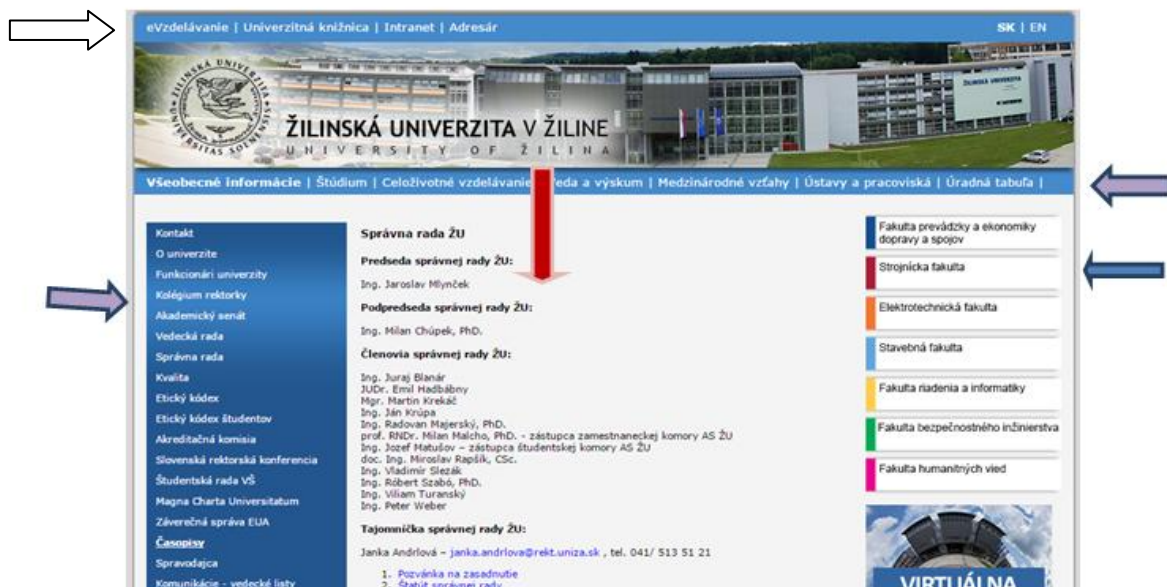 eVzdelávanie | Univerzitná knižnica | Intranet | Adresár
SK | EN
ŽILINSKÁ UNIVERZITA V ŽILINE
UNIVERSITY OF ŽILINA
ŽILINSKÁ UNIVERZITA
Všeobecné informácie | Štúdium | Celoživotné vzdelávanie eda a výskum | Medzinárodné vzťahy | Ústavy a pracoviská | Úradná tabuľa |
Kontakt
O univerzite
Funkcionári univerzity
Kolégium rektorky
Akademický senát
Vedecká rada
Správna rada
Kvalita
Etický kódex
Etický kódex študentov
Akreditačná komisia
Slovenská rektorská konferencia
Študentská rada VŠ
Magna Charta Universitatum
Záverečná správa EUA
Časopisy
Spravodajca
Komunikácie - vedecké listy
Správna rada ŽU
Predseda správnej rady ŽU:
Ing. Jaroslav Mlynček
Podpredseda správnej rady ŽU:
Ing. Milan Chúpek, PhD.
Členovia správnej rady ŽU:
Ing. Juraj Blanár
JUDr. Emil Hadbábny
Mgr. Martin Krekáč
Ing. Ján Krúpa
Ing. Radovan Majerský, PhD.
prof. RNDr. Milan Malcho, PhD. - zástupca zamestnaneckej komory AS ŽU
Ing. Jozef Matušov – zástupca študentskej komory AS ŽU
doc. Ing. Miroslav Rapšík, CSc.
Ing. Vladimír Slezák
Ing. Róbert Szabó, PhD.
Ing. Viliam Turanský
Ing. Peter Weber
Tajomníčka správnej rady ŽU:
Janka Andrlová – janka.andrlova@rekt.uniza.sk , tel. 041/ 513 51 21
1. Pozvánka na zasadnutie
2. Štatút správnej rady
Fakulta prevádzky a ekonomiky
dopravy a spojov
Strojnícka fakulta
Elektrotechnická fakulta
Stavebná fakulta
Fakulta riadenia a informatiky
Fakulta bezpečnostného inžinierstva
Fakulta humanitných vied
VIRTUÁLNA